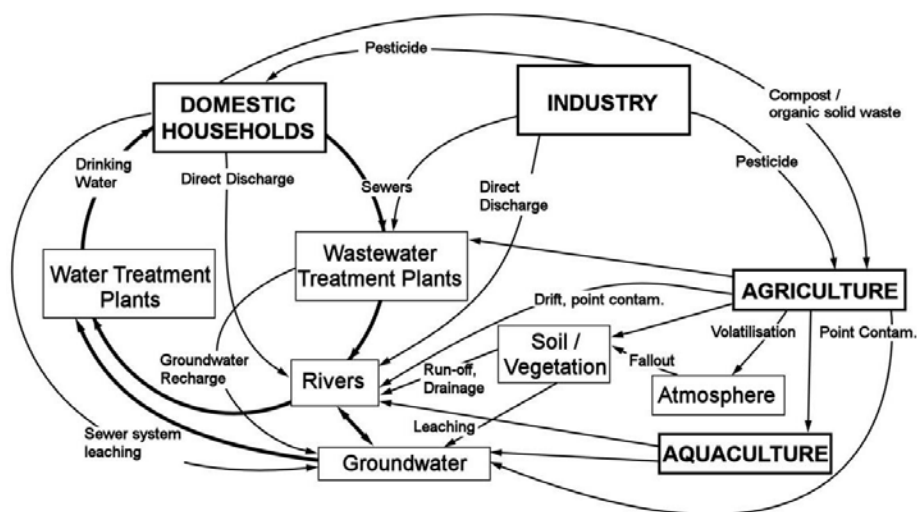 Pesticide
DOMESTIC
HOUSEHOLDS
INDUSTRY
Compost /
organic solid waste
Drinking
Water
Direct Discharge
Sewers
Direct
Discharge
Pesticide
Water Treatment
Plants
Wastewater
Treatment Plants
AGRICULTURE
Drift, point contam.
Volatilisation
Point Contam.
Groundwater
Recharge
Rivers
Run-off,
Drainage
Soil /
Vegetation
Fallout
Atmosphere
Sewer system
leaching
Leaching
Groundwater
AQUACULTURE